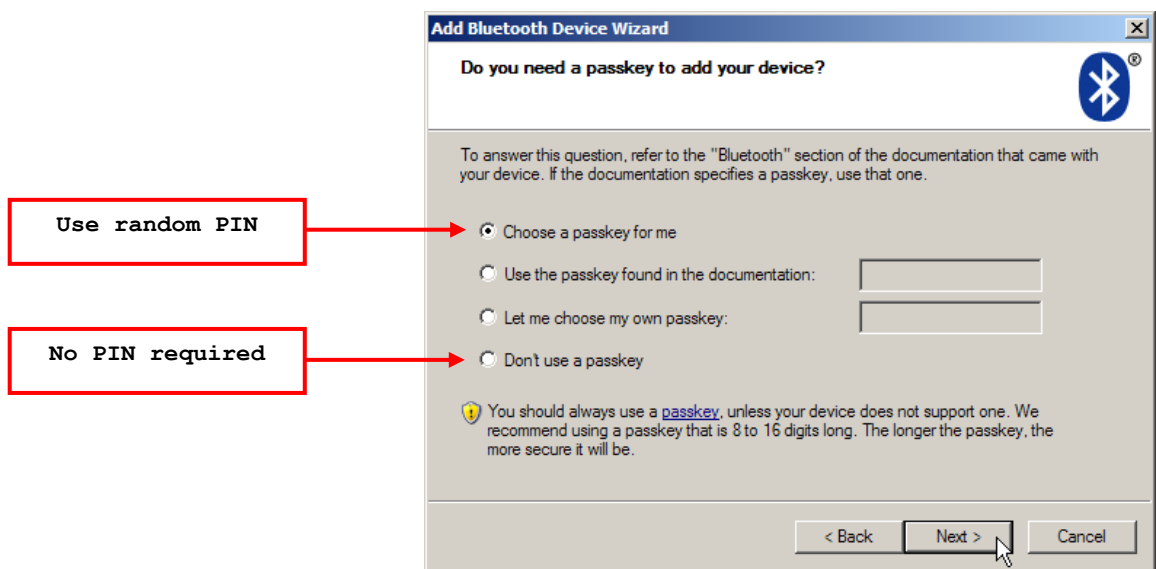 Add Bluetooth Device Wizard
Do you need a passkey to add your device?
®
To answer this question, refer to the "Bluetooth" section of the documentation that came with
your device. If the documentation specifies a passkey, use that one.
Use random PIN
Choose a passkey for me
Use the passkey found in the documentation:
Let me choose my own passkey:
No PIN required
Don't use a passkey
You should always use a passkey, unless your device does not support one. We
recommend using a passkey that is 8 to 16 digits long. The longer the passkey, the
more secure it will be.
< Back Next > Cancel